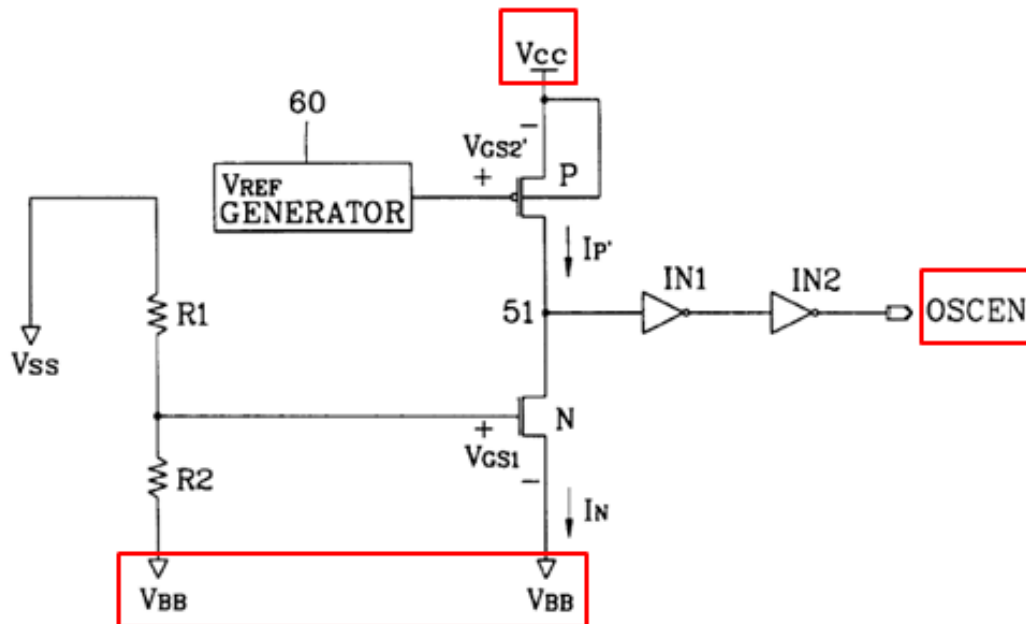 Vcc
60
VGS2'
− 
+
P
VREF
GENERATOR
IP'
R1
IN1
IN2
51
OSCEN
VSS
N
+
VGS1
−
R2
IN
VBB
VBB